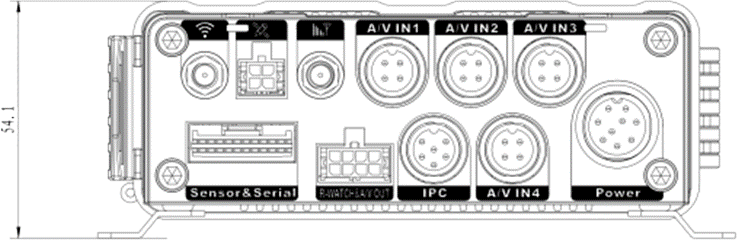 A/V IN1
A/V IN2
A/V IN3
54.1
Sensor&Serial
R-WATCH&A/V OUT
IPC
A/V IN4
Power